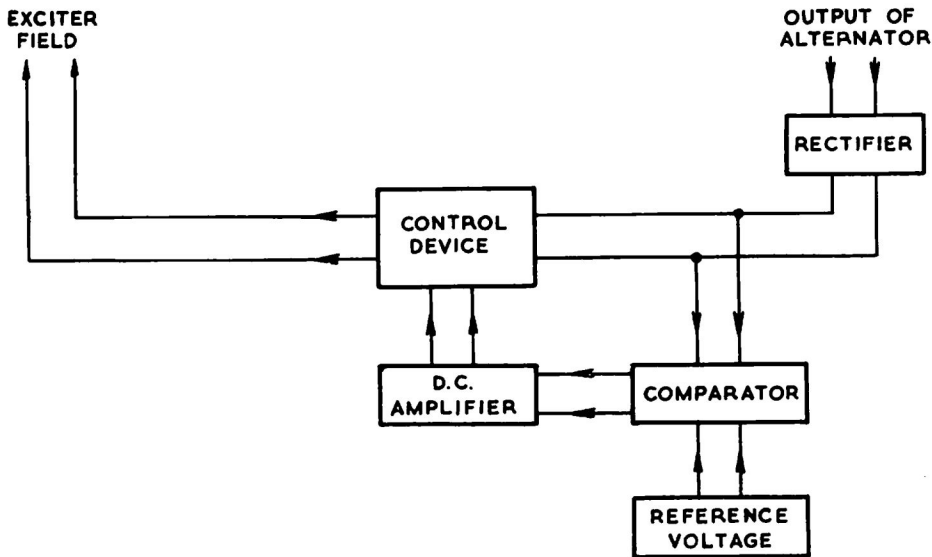 EXCITER
FIELD
OUTPUT OF
ALTERNATOR
RECTIFIER
CONTROL
DEVICE
D.C.
AMPLIFIER
COMPARATOR
REFERENCE
VOLTAGE